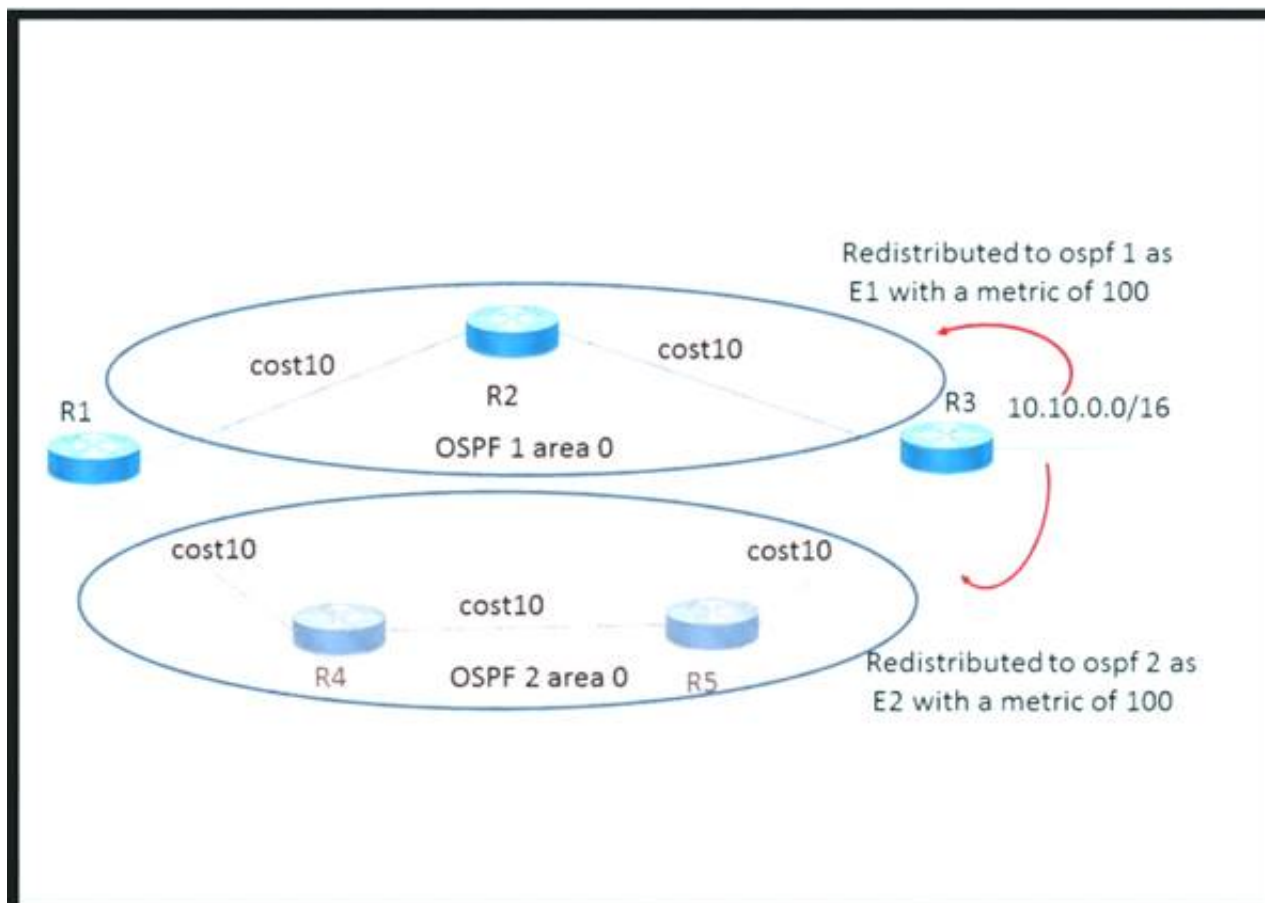 Redistributed to ospf 1 as
E1 with a metric of 100
cost10
cost10
R2
R1
R3
10.10.0.0/16
OSPF 1 area 0
cost10
cost10
cost10
R4
OSPF 2 area 0
R5
Redistributed to ospf 2 as
E2 with a metric of 100